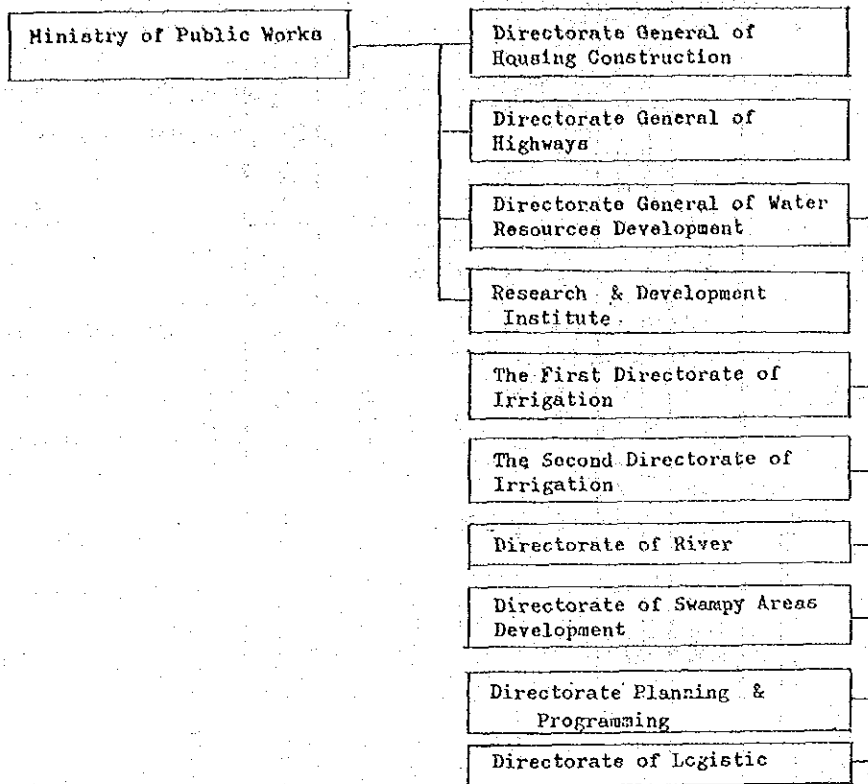 Ministry of Public Works
Directorate General of
Housing Construction
Directorate General of
Highways
Directorate General of Water
Resources Development
Research & Development
Institute
The First Directorate of
Irrigation
The Second Directorate of
Irrigation
Directorate of River
Directorate of Swampy Areas
Development
Directorate Planning &
Programming
Directorate of Logistic